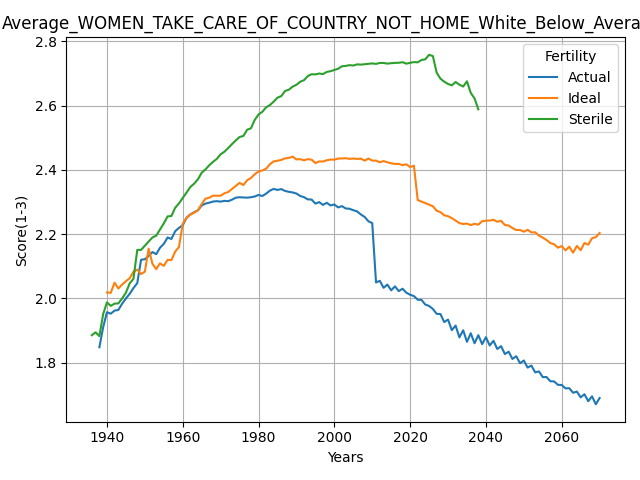 Average_WOMEN_TAKE_CARE_OF_COUNTRY_NOT_HOME_White_Below_Avera
2.8
2.6
2.4
2.2
2.0
1.8
Score(1-3)
Fertility
Actual
Ideal
Sterile
1940 1960 1980 2000 2020 2040 2060
Years